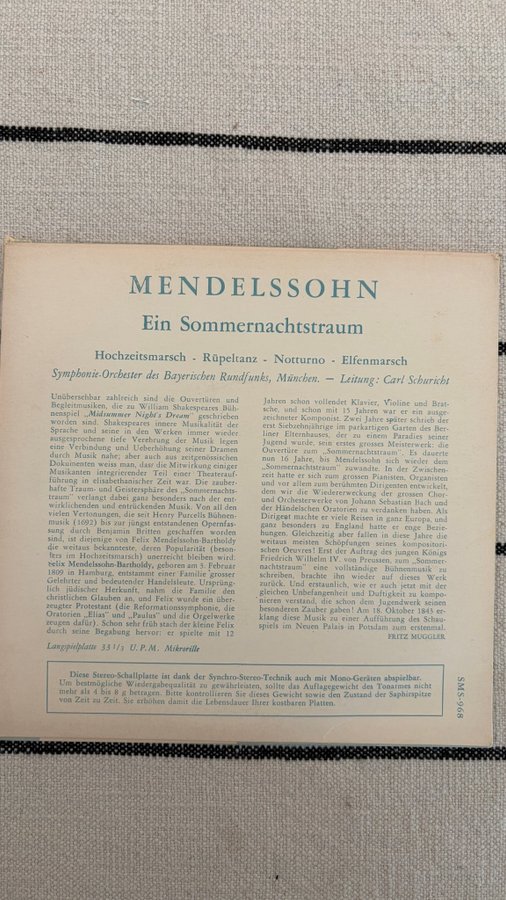 MENDELSSOHN
Ein Sommernachtstraum
Hochzeitsmarsch - Rüpeltanz - Notturno - Elfenmarsch
Symphonie-Orchester des Bayerischen Rundfunks, München. — Leitung: Carl Schuricht
Unübersehbar zahlreich sind die Ouvertüren und
Begleitmusiken, die zu William Shakespeares Büh-
nenspiel „Midsummer Night's Dream" geschrieben
worden sind. Shakespeares innere Musikalität der
Sprache und seine in den Werken immer wieder
ausgesprochene tiefe Verehrung der Musik legen
eine Verbindung und Ueberhöhung seiner Dramen
durch Musik nahe; aber auch aus zeitgenössischen
Dokumenten weiss man, dass die Mitwirkung einiger
Musikanten integrierender Teil einer Theaterauf-
führung in elisabethanischer Zeit war. Die zauber-
hafte Traum- und Geistersphäre des „Sommernachts-
traum" verlangt dabei ganz besonders nach der ent-
wirklichenden und entrückenden Musik. Von all den
vielen Vertonungen, die seit Henry Purcells Bühnen-
musik (1692) bis zur jüngst entstandenen Opernfas-
sung durch Benjamin Britten geschaffen worden
sind, ist diejenige von Felix Mendelssohn-Bartholdy
die weitaus bekannteste, deren Popularität (beson-
ders im Hochzeitsmarsch) unerreicht bleiben wird.
Felix Mendelssohn-Bartholdy, geboren am 3. Februar
1809 in Hamburg, entstammt einer Familie grosser
Gelehrter und bedeutender Handelsleute. Ursprüng-
lich jüdischer Herkunft, nahm die Familie den
christlichen Glauben an, und Felix wurde ein über-
zeugter Protestant (die Reformationssymphonie, die
Oratorien „Elias" und „Paulus" und die Orgelwerke
zeugen dafür). Schon sehr früh stach der kleine Felix
durch seine Begabung hervor: er spielte mit 12
Jahren schon vollendet Klavier, Violine und Brat-
sche, und schon mit 15 Jahren war er ein ausge-
zeichneter Komponist. Zwei Jahre später schrieb der
erst Siebzehnjährige im parkartigen Garten des Ber-
liner Elternhauses, der zu einem Paradies seiner
Jugend wurde, sein erstes grosses Meisterwerk: die
Ouvertüre zum „Sommernachtstraum". Es dauerte
nun 16 Jahre, bis Mendelssohn sich wieder dem
„Sommernachtstraum" zuwandte. In der Zwischen-
zeit hatte er sich zum grossen Pianisten, Organisten
und vor allem zum berühmten Dirigenten entwickelt,
dem wir die Wiedererweckung der grossen Chor-
und Orchesterwerke von Johann Sebastian Bach und
der Händelschen Oratorien zu verdanken haben. Als
Dirigent machte er viele Reisen in ganz Europa, und
ganz besonders zu England hatte er enge Bezie-
hungen. Gleichzeitig aber fallen in diese Jahre die
weitaus meisten Schöpfungen seines kompositori-
schen Oeuvres! Erst der Auftrag des jungen Königs
Friedrich Wilhelm IV. von Preussen, zum „Sommer-
nachtstraum" eine vollständige Bühnenmusik zu
schreiben, brachte ihn wieder auf dieses Werk
zurück. Und erstaunlich, wie er auch jetzt mit der
gleichen Unbefangenheit und Duftigkeit zu kompo-
nieren verstand, die schon dem Jugendwerk seinen
besonderen Zauber gaben! Am 18. Oktober 1843 er-
klang diese Musik zu einer Aufführung des Schau-
spiels im Neuen Palais in Potsdam zum erstenmal.
FRITZ MUGGLER
Langspielplatte 33 1/3 U.P.M. Mikrorille
Diese Stereo-Schallplatte ist dank der Synchro-Stereo-Technik auch mit Mono-Geräten abspielbar.
Um bestmögliche Wiedergabequalität zu gewährleisten, sollte das Auflagegewicht des Tonarmes nicht
mehr als 4 bis 8 g betragen. Bitte kontrollieren Sie dieses Gewicht sowie den Zustand der Saphirspitze
von Zeit zu Zeit. Sie erhöhen damit die Lebensdauer Ihrer kostbaren Platten.
SMS-968